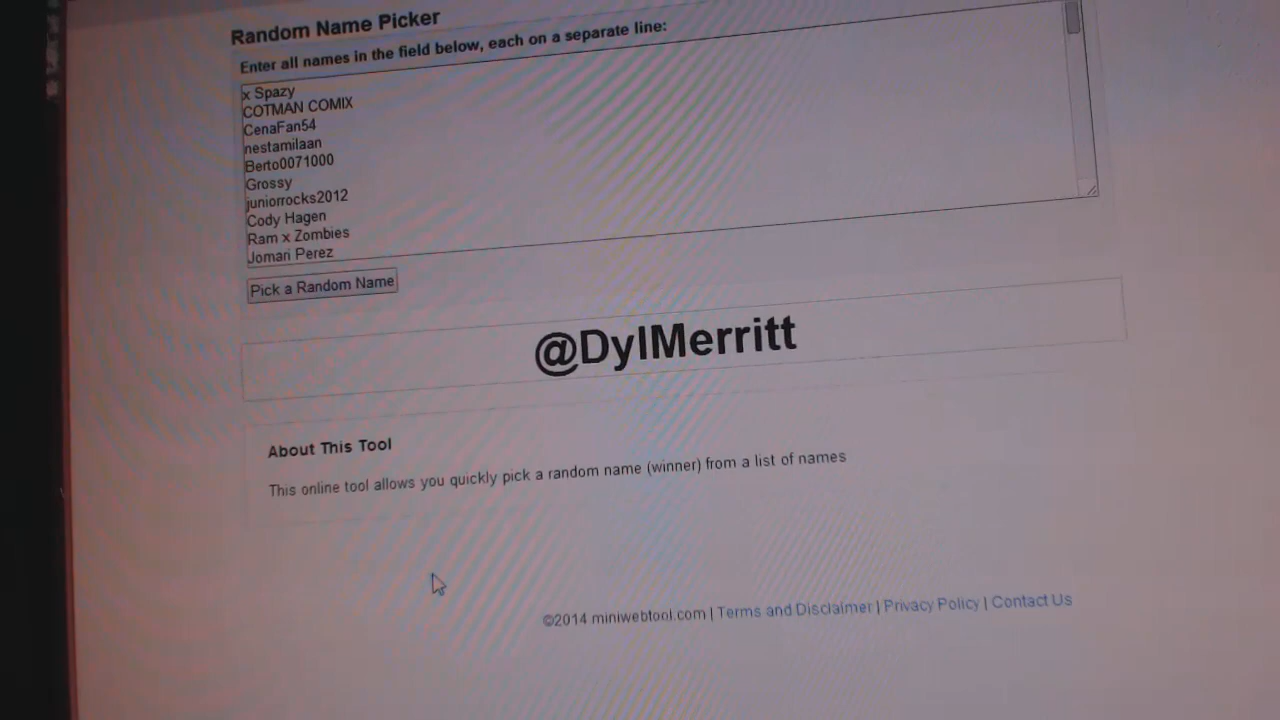 Random Name Picker
Enter all names in the field below, each on a separate line:
x Spazy
COTMAN COMIX
CenaFan54
nestamilaan
Berto0071000
Grossy
juniorrocks2012
Cody Hagen
Ram x Zombies
Jomari Perez
Pick a Random Name
@DylMerritt
About This Tool
This online tool allows you quickly pick a random name (winner) from a list of names
©2014 miniwebtool.com | Terms and Disclaimer | Privacy Policy | Contact Us